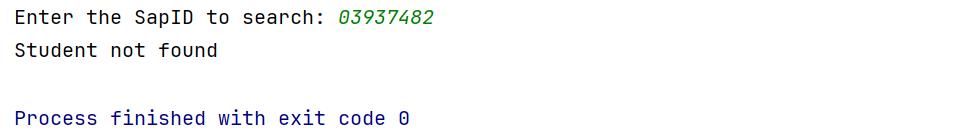 Enter the SapID to search: 03937482
Student not found
Process finished with exit code 0